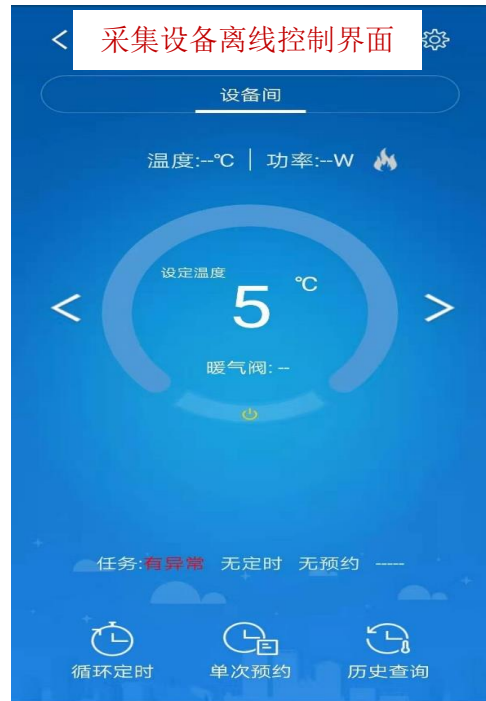 采集设备离线控制界面
设备间
温度:--℃ | 功率:--W
设定温度
5 ℃
暖气阀: --
任务:有异常 无定时 无预约 -----
循环定时 单次预约 历史查询